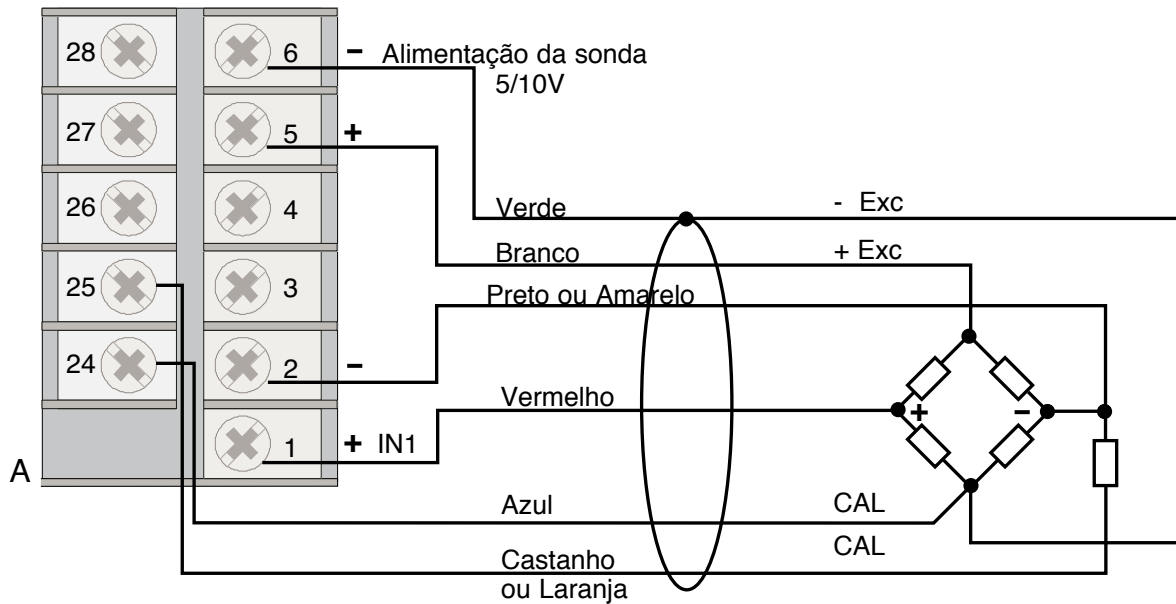 28
6
– Alimentação da sonda
5/10V
27
5
+
26
4
Verde
- Exc
Branco
+ Exc
25
3
Preto ou Amarelo
24
2
–
Vermelho
+
–
1
+ IN1
A
Azul
CAL
CAL
Castanho
ou Laranja